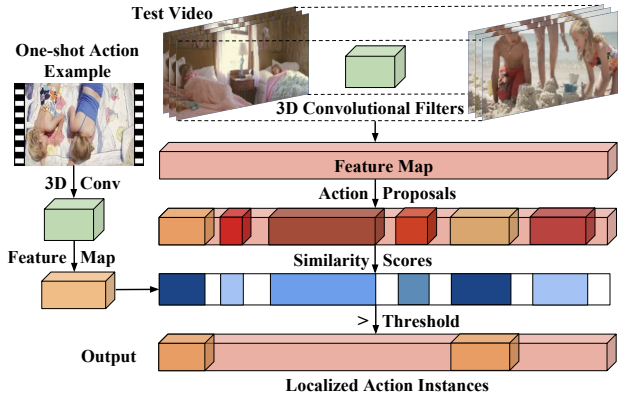 Test Video
One-shot Action
Example
3D Convolutional Filters
Feature Map
3D Conv
Action Proposals
Feature Map
Similarity Scores
> Threshold
Output
Localized Action Instances